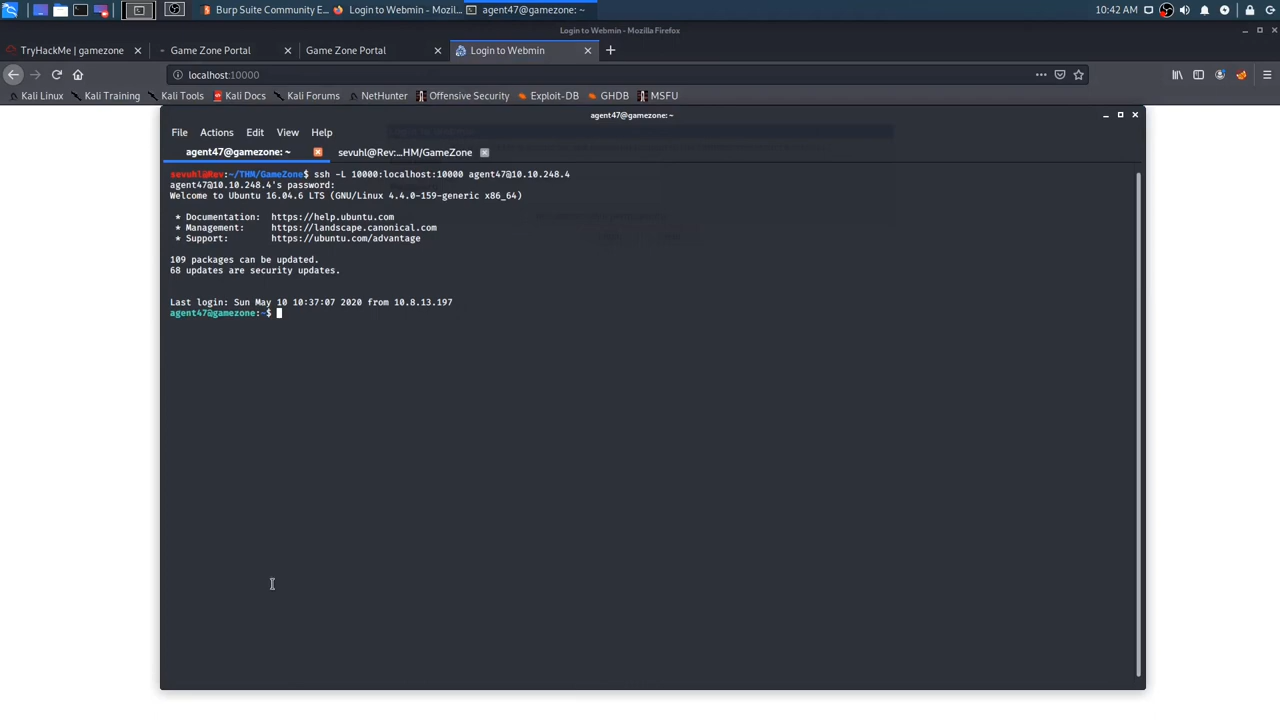 Burp Suite Community E... Login to Webmin - Mozil... agent47@gamezone: ~ 10:42 AM
Login to Webmin - Mozilla Firefox
TryHackMe | gamezone Game Zone Portal Game Zone Portal Login to Webmin
localhost:10000
Kali Linux Kali Training Kali Tools Kali Docs Kali Forums NetHunter Offensive Security Exploit-DB GHDB MSFU
agent47@gamezone: ~
File Actions Edit View Help
agent47@gamezone: ~ sevuhl@Rev:...HM/GameZone
sevuhl@Rev:~/THM/GameZone$ ssh -L 10000:localhost:10000 agent47@10.10.248.4
agent47@10.10.248.4's password:
Welcome to Ubuntu 16.04.6 LTS (GNU/Linux 4.4.0-159-generic x86_64)
* Documentation: https://help.ubuntu.com
* Management: https://landscape.canonical.com
* Support: https://ubuntu.com/advantage
109 packages can be updated.
68 updates are security updates.
Last login: Sun May 10 10:37:07 2020 from 10.8.13.197
agent47@gamezone:~$